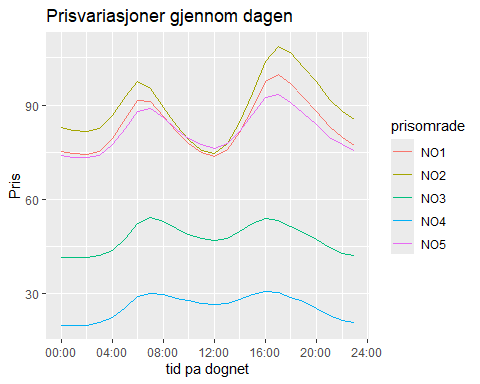 Prisvariasjoner gjennom dagen
Pris
90
60
30
00:00 04:00 08:00 12:00 16:00 20:00 24:00
tid pa dognet
prisomrade
NO1
NO2
NO3
NO4
NO5